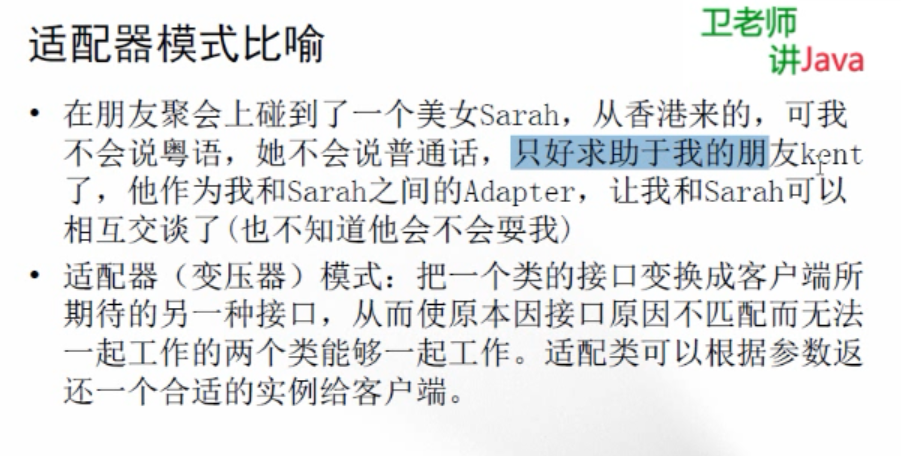 适配器模式比喻
卫老师
讲Java
• 在朋友聚会上碰到了一个美女Sarah，从香港来的，可我
不会说粤语，她不会说普通话，只好求助于我的朋友kent
了，他作为我和Sarah之间的Adapter，让我和Sarah可以
相互交谈了(也不知道他会不会耍我)
• 适配器（变压器）模式：把一个类的接口变换成客户端所
期待的另一种接口，从而使原本因接口原因不匹配而无法
一起工作的两个类能够一起工作。适配类可以根据参数返
还一个合适的实例给客户端。